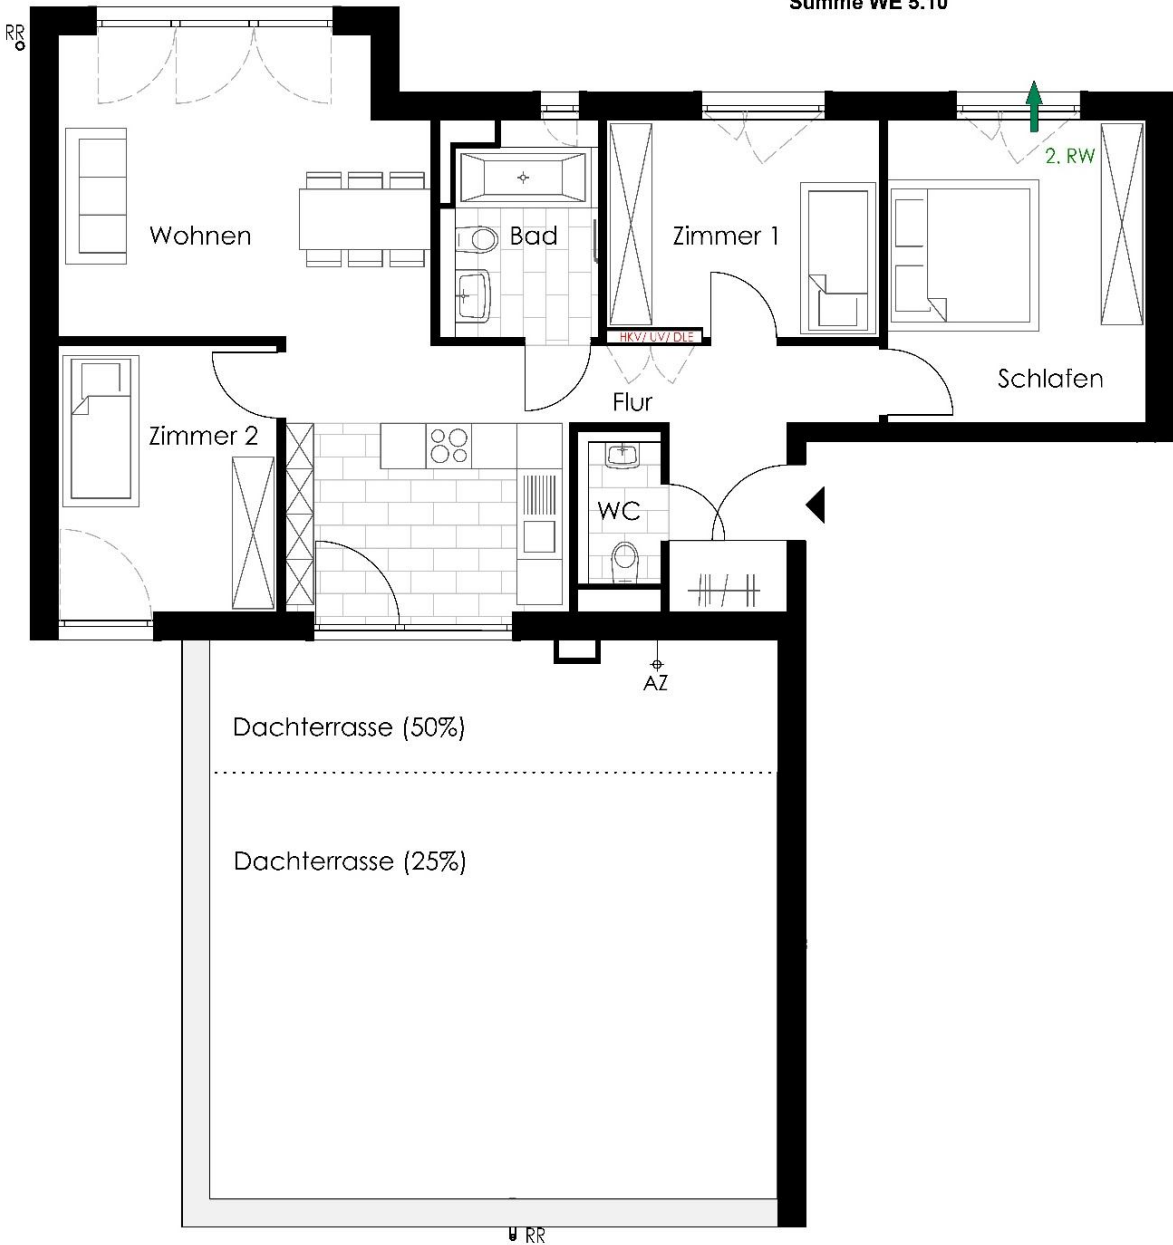 Summe WE 5.10
RR
2. RW
Wohnen
Bad
Zimmer 1
HKV/ UV/ DLE
Schlafen
Flur
Zimmer 2
WC
AZ
Dachterrasse (50%)
Dachterrasse (25%)
RR